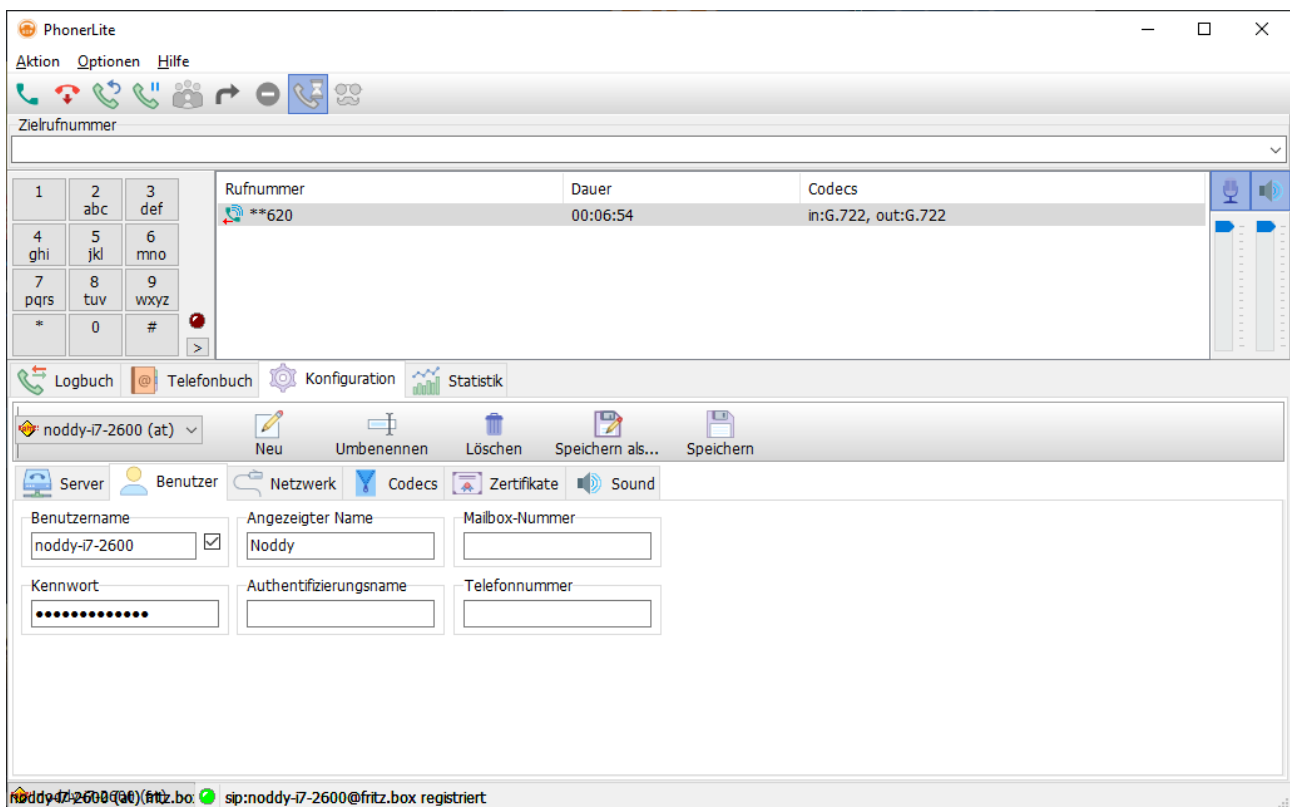 PhonerLite
Aktion Optionen Hilfe
Zielrufnummer
Rufnummer Dauer Codecs
**620 00:06:54 in:G.722, out:G.722
1 2 3
abc def
4 5 6
ghi jkl mno
7 8 9
pqrs tuv wxyz
* 0 #
>
Logbuch @ Telefonbuch Konfiguration Statistik
noddy-i7-2600 (at) Neu Umbenennen Löschen Speichern als... Speichern
Server Benutzer Netzwerk Codecs Zertifikate Sound
Benutzername Angezeigter Name Mailbox-Nummer
noddy-i7-2600 Noddy
Kennwort Authentifizierungsname Telefonnummer
•••••••••••••
sip:noddy-i7-2600@fritz.box registriert